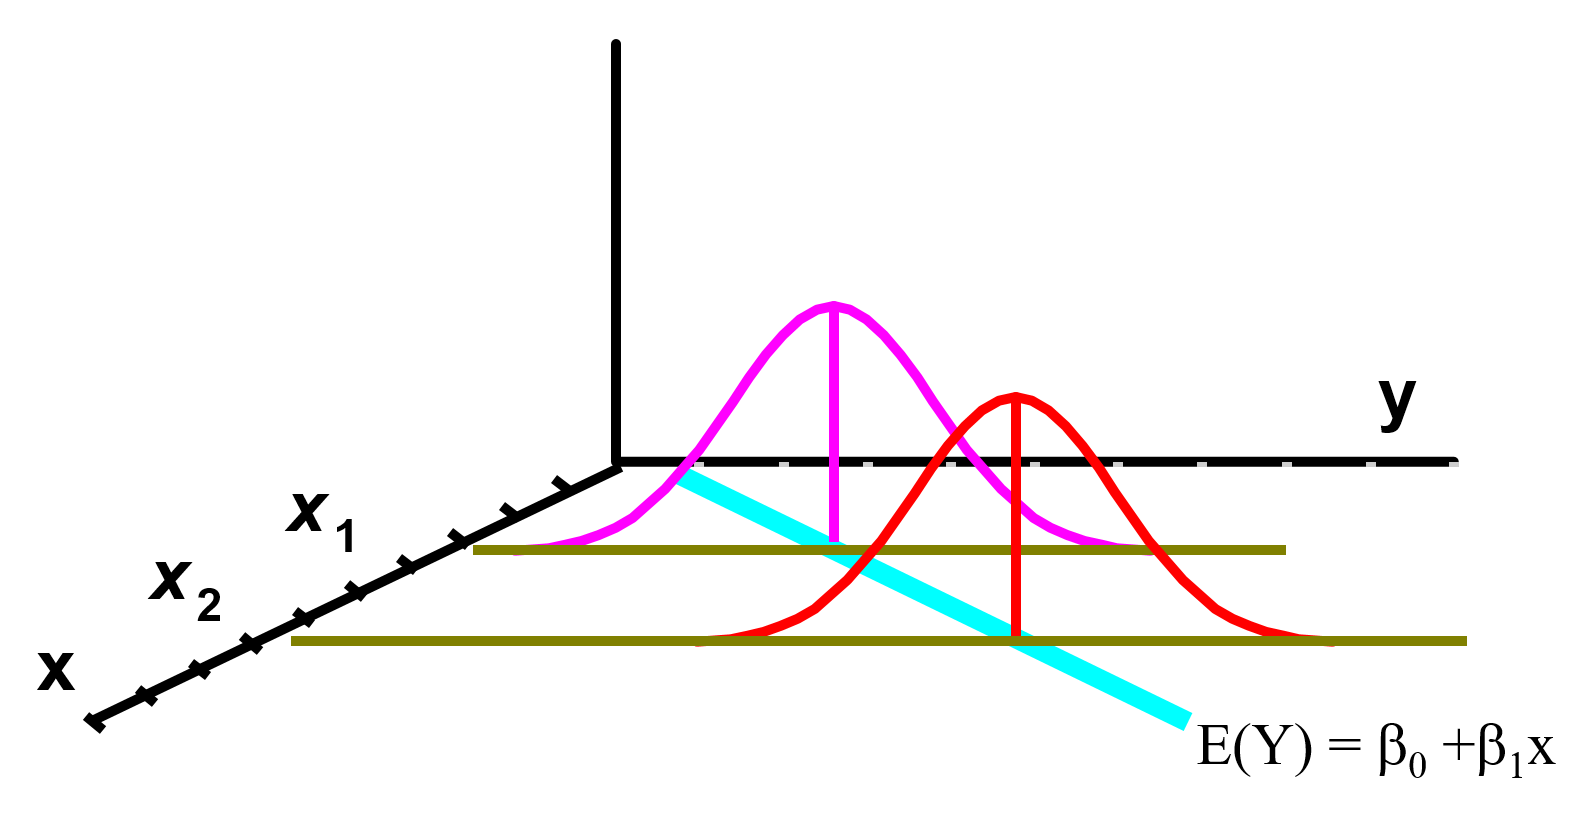 y
x₁
x₂
x
E(Y) = β₀ +β₁x